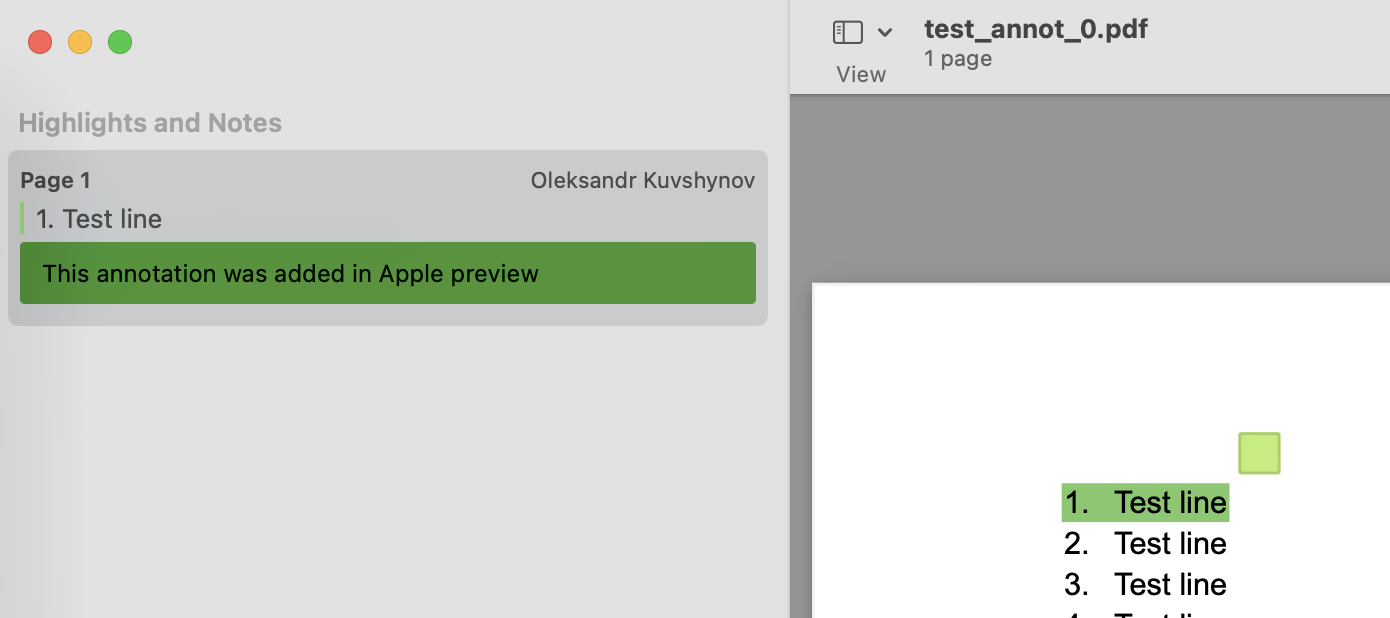 Highlights and Notes
Page 1
Oleksandr Kuvshynov
1. Test line
This annotation was added in Apple preview
View
test_annot_0.pdf
1 page
1. Test line
2. Test line
3. Test line